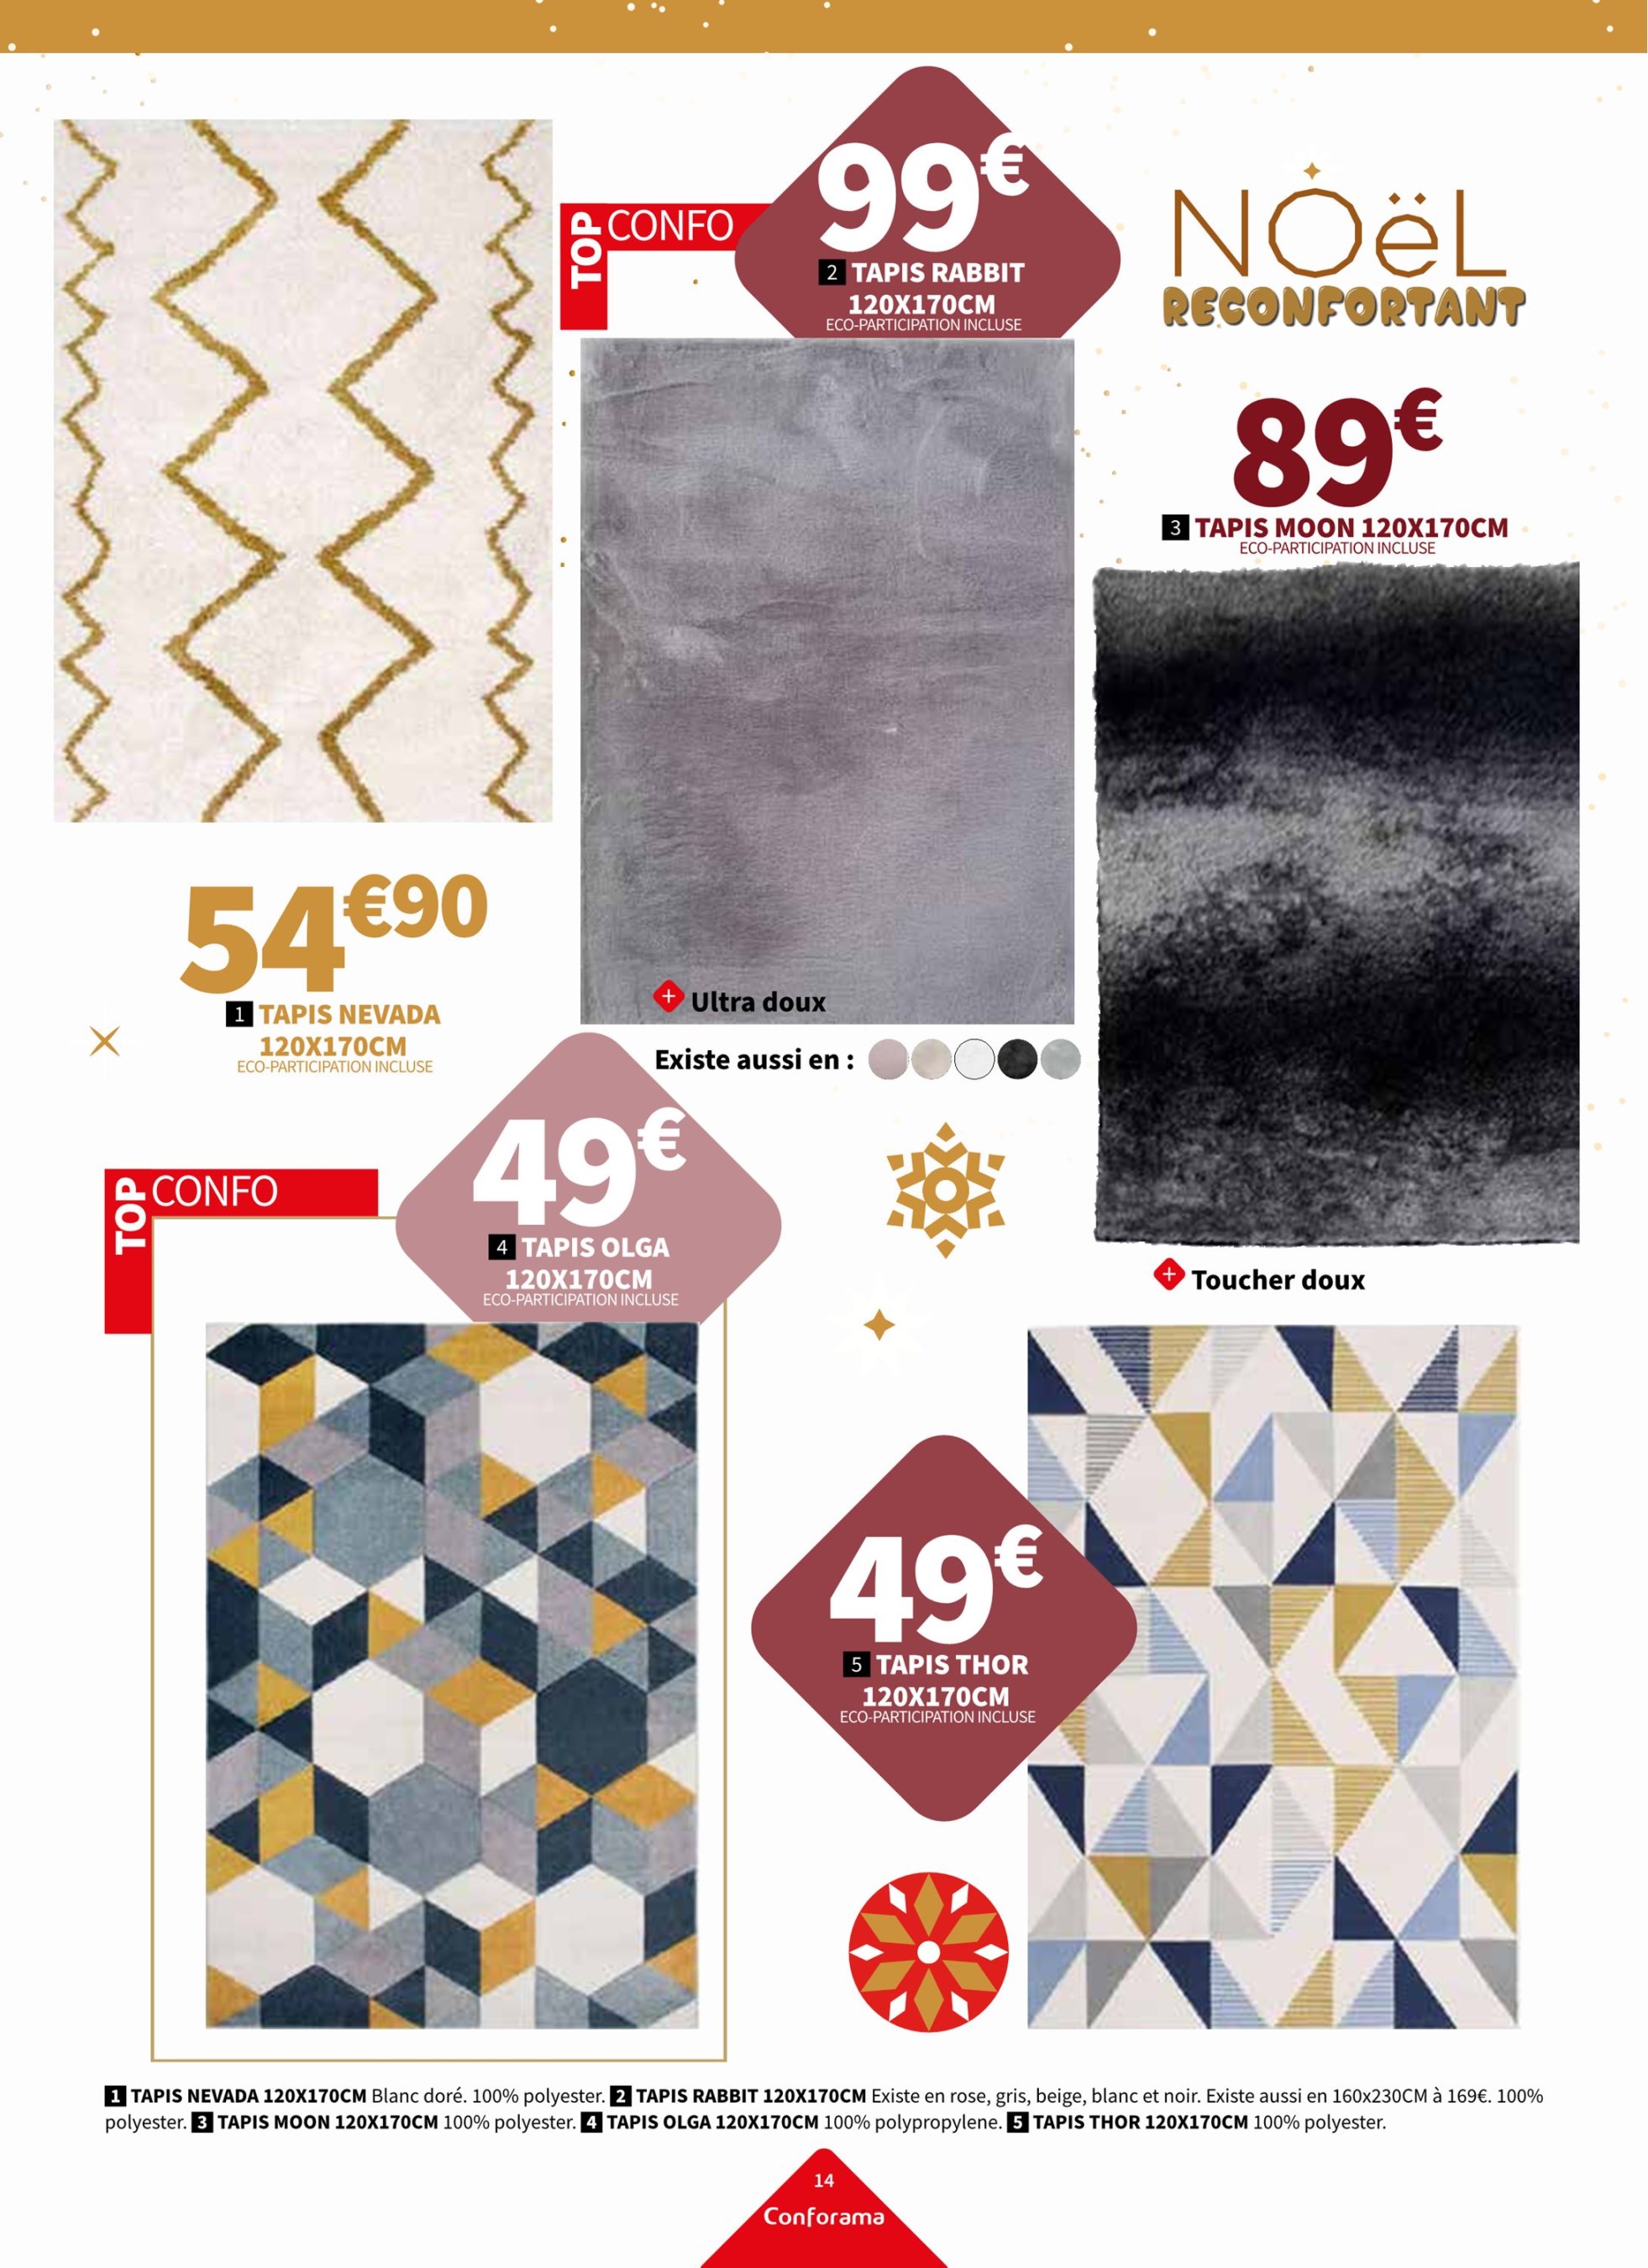 TOP CONFO
99€
2 TAPIS RABBIT
120X170CM
ECO-PARTICIPATION INCLUSE
NOëL
RECONFORTANT
89€
3 TAPIS MOON 120X170CM
ECO-PARTICIPATION INCLUSE
54€90
1 TAPIS NEVADA
120X170CM
ECO-PARTICIPATION INCLUSE
+ Ultra doux
Existe aussi en :
TOP CONFO
49€
4 TAPIS OLGA
120X170CM
ECO-PARTICIPATION INCLUSE
+ Toucher doux
49€
5 TAPIS THOR
120X170CM
ECO-PARTICIPATION INCLUSE
1 TAPIS NEVADA 120X170CM Blanc doré. 100% polyester. 2 TAPIS RABBIT 120X170CM Existe en rose, gris, beige, blanc et noir. Existe aussi en 160x230CM à 169€. 100%
polyester. 3 TAPIS MOON 120X170CM 100% polyester. 4 TAPIS OLGA 120X170CM 100% polypropylene. 5 TAPIS THOR 120X170CM 100% polyester.
14
Conforama